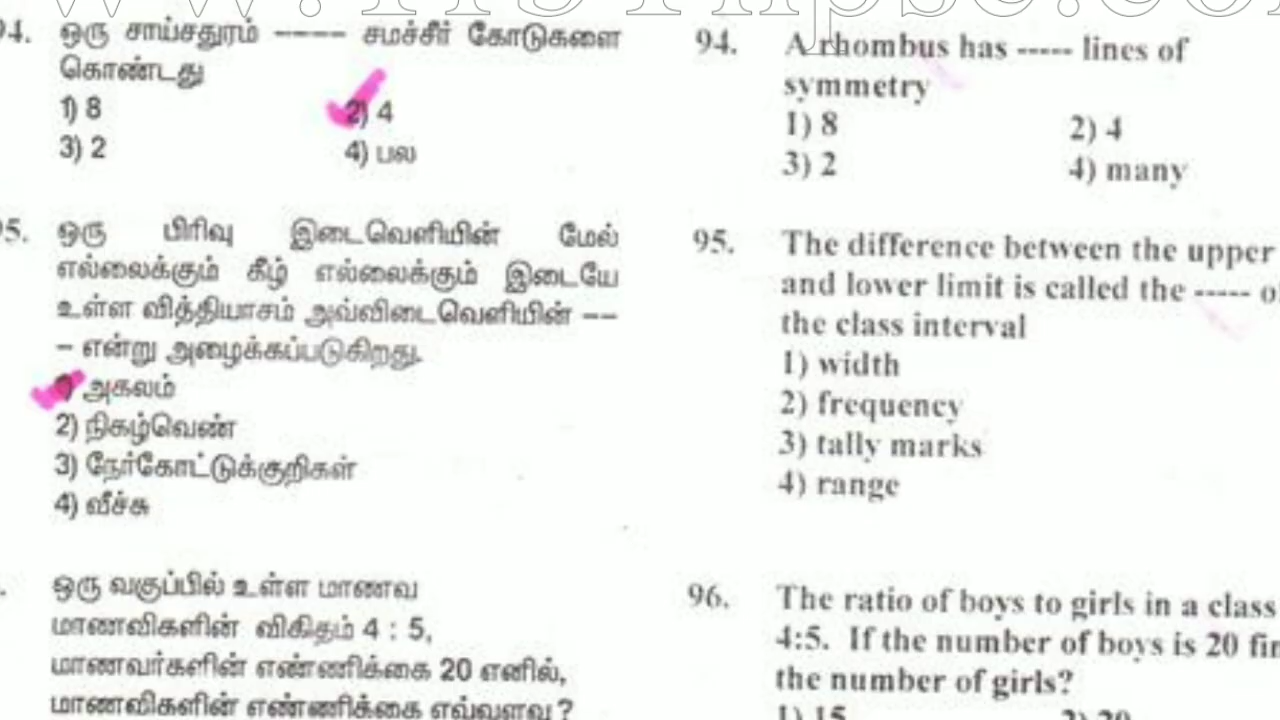 94. ஒரு சாய்சதுரம் ----- சமச்சீர் கோடுகளை
கொண்டது
1) 8 2) 4
3) 2 4) பல
95. ஒரு பிரிவு இடைவெளியின் மேல்
எல்லைக்கும் கீழ் எல்லைக்கும் இடையே
உள்ள வித்தியாசம் அவ்விடைவெளியின் --
- என்று அழைக்கப்படுகிறது.
1) அகலம்
2) நிகழ்வெண்
3) நேர்கோட்டுக்குறிகள்
4) வீச்சு
ஒரு வகுப்பில் உள்ள மாணவ
மாணவிகளின் விகிதம் 4 : 5,
மாணவர்களின் எண்ணிக்கை 20 எனில்,
மாணவிகளின் எண்ணிக்கை எவ்வளவு?
94. A rhombus has ----- lines of
symmetry
1) 8 2) 4
3) 2 4) many
95. The difference between the upper
and lower limit is called the ----- of
the class interval
1) width
2) frequency
3) tally marks
4) range
96. The ratio of boys to girls in a class
4:5. If the number of boys is 20 fin
the number of girls?
1) 15 2) 20